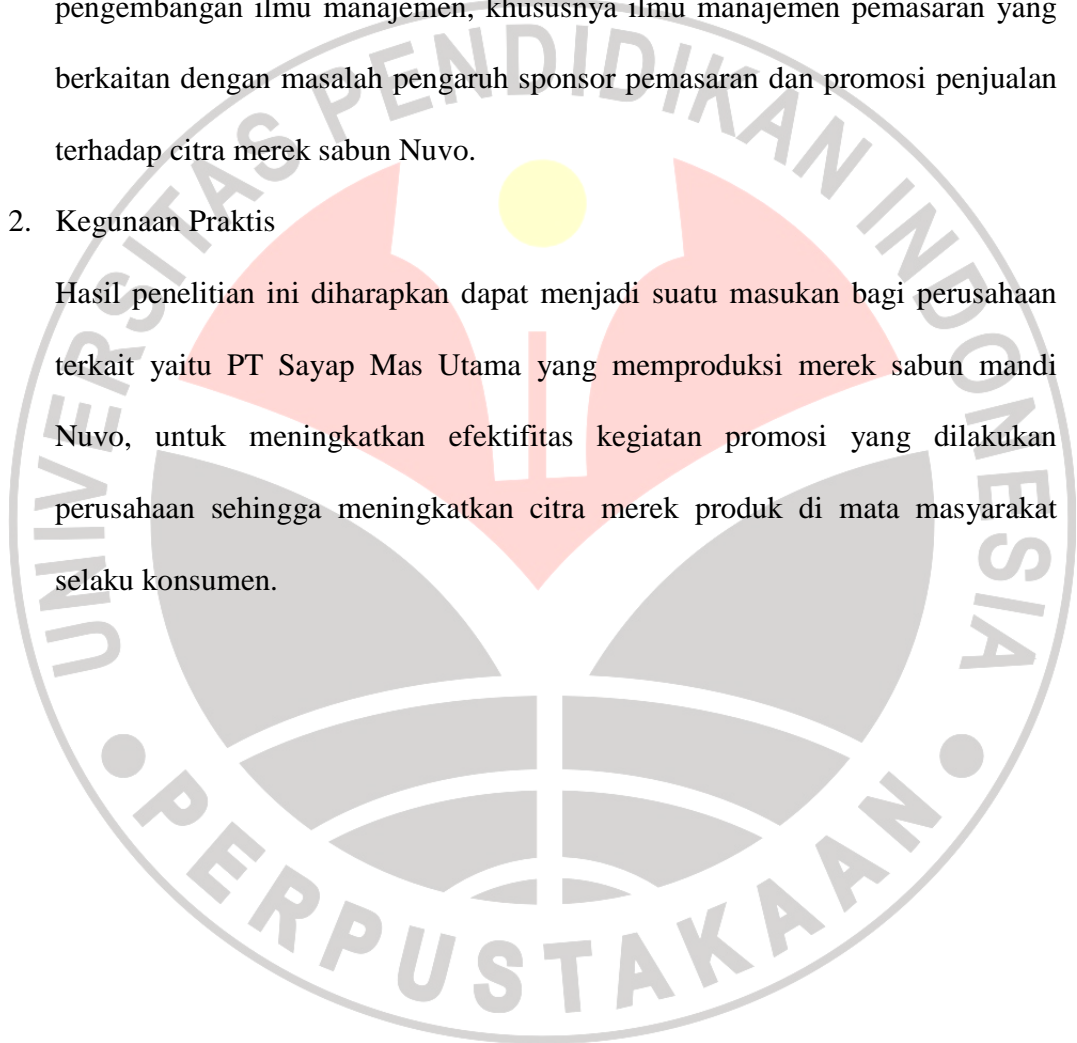 pengembangan ilmu manajemen, khususnya ilmu manajemen pemasaran yang
berkaitan dengan masalah pengaruh sponsor pemasaran dan promosi penjualan
terhadap citra merek sabun Nuvo.
2. Kegunaan Praktis
Hasil penelitian ini diharapkan dapat menjadi suatu masukan bagi perusahaan
terkait yaitu PT Sayap Mas Utama yang memproduksi merek sabun mandi
Nuvo, untuk meningkatkan efektifitas kegiatan promosi yang dilakukan
perusahaan sehingga meningkatkan citra merek produk di mata masyarakat
selaku konsumen.
UNIVERSITAS PENDIDIKAN INDONESIA
PERPUSTAKAAN